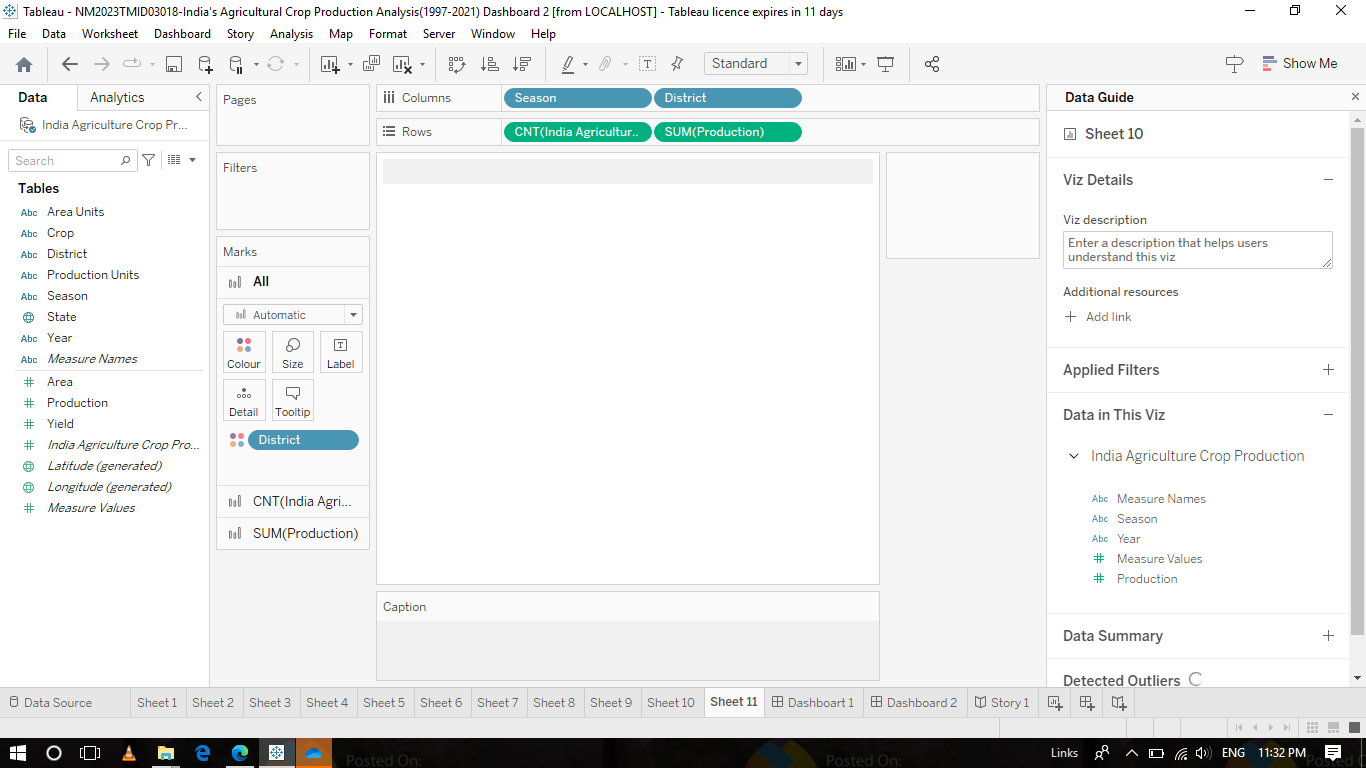 Tableau - NM2023TMID03018-India's Agricultural Crop Production Analysis(1997-2021) Dashboard 2 [from LOCALHOST] - Tableau licence expires in 11 days
File Data Worksheet Dashboard Story Analysis Map Format Server Window Help
Standard
Show Me
Data Analytics
India Agriculture Crop Pr...
Search
Tables
Abc Area Units
Abc Crop
Abc District
Abc Production Units
Abc Season
State
Abc Year
Abc Measure Names
# Area
# Production
# Yield
# India Agriculture Crop Pro...
Latitude (generated)
Longitude (generated)
# Measure Values
Pages
Filters
Marks
All
Automatic
Colour Size Label
Detail Tooltip
District
CNT(India Agri...
SUM(Production)
Columns Season District
Rows CNT(India Agricultur.. SUM(Production)
Caption
Data Guide
Sheet 10
Viz Details
Viz description
Enter a description that helps users
understand this viz
Additional resources
+ Add link
Applied Filters
Data in This Viz
India Agriculture Crop Production
Abc Measure Names
Abc Season
Abc Year
# Measure Values
# Production
Data Summary
Detected Outliers
Data Source Sheet 1 Sheet 2 Sheet 3 Sheet 4 Sheet 5 Sheet 6 Sheet 7 Sheet 8 Sheet 9 Sheet 10 Sheet 11 Dashboart 1 Dashboard 2 Story 1
Links ENG 11:32 PM
Posted On: Posted On: Posted